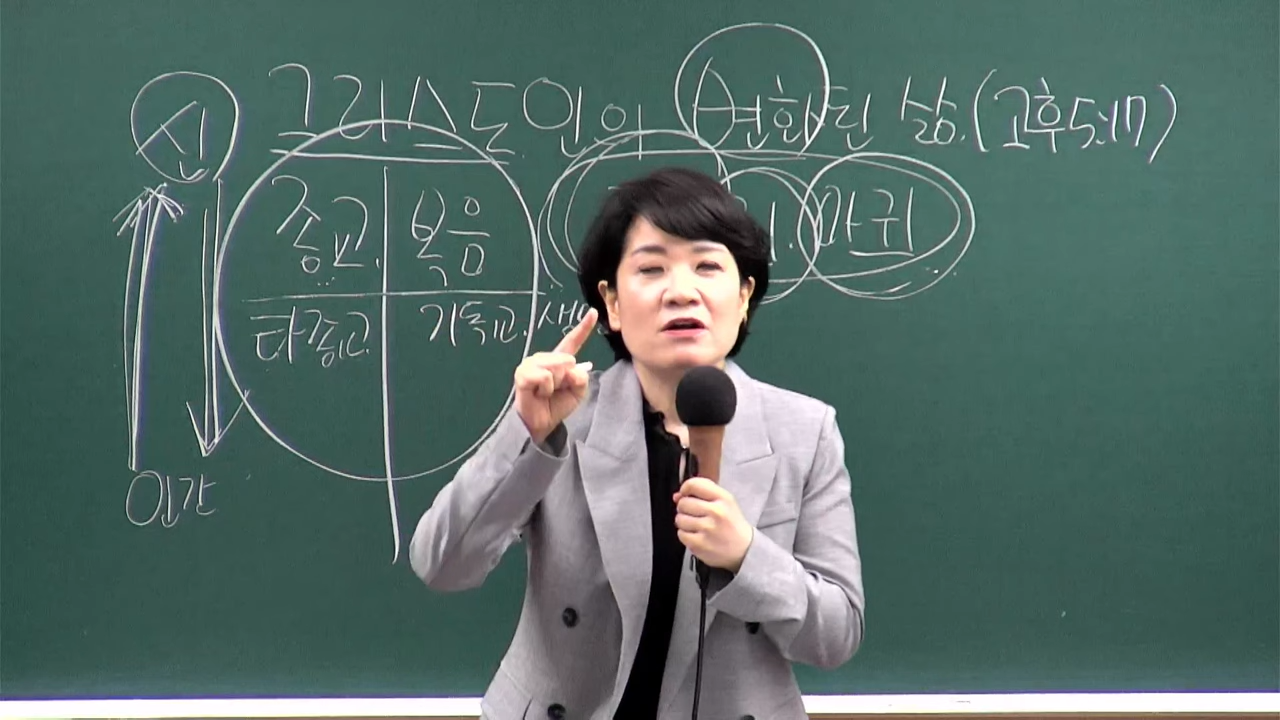 신 그리스도인의 변화된 삶. (고후5:17)
종교. 복음 마귀
타종교. 기독교.
인간